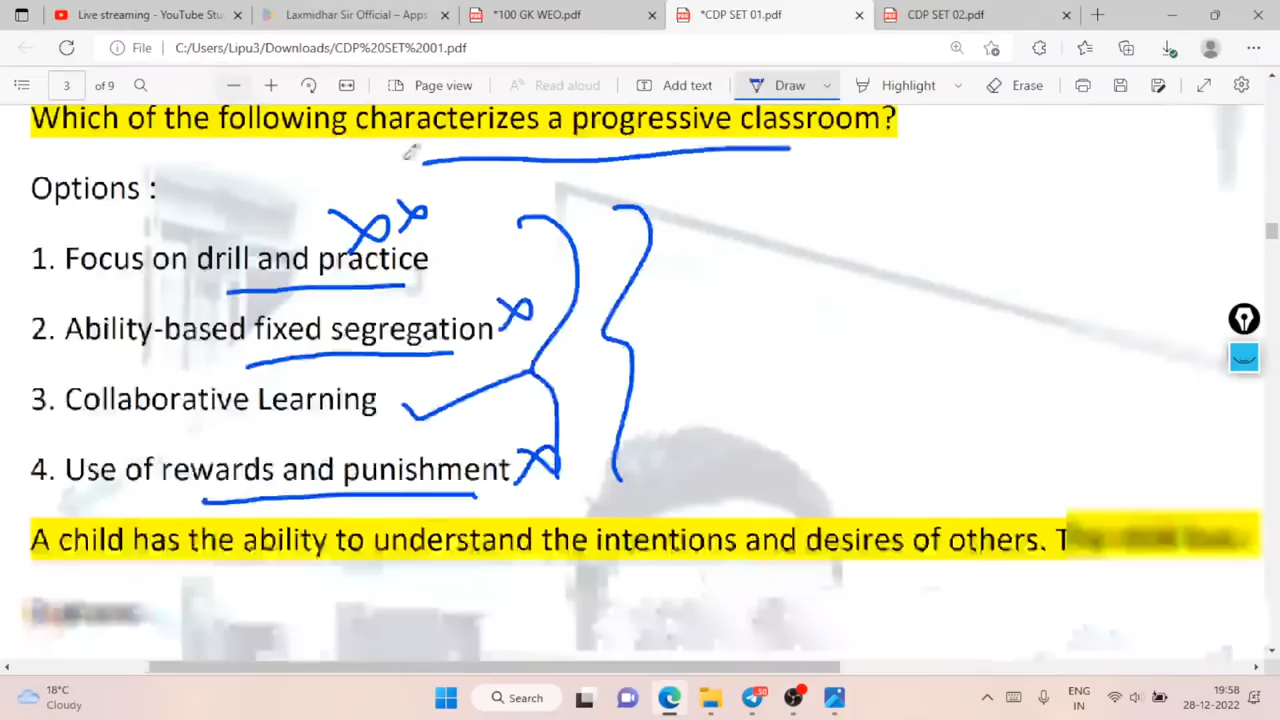 Live streaming - YouTube Stu
Laxmidhar Sir Official – Apps
*100 GK WEO.pdf
*CDP SET 01.pdf
CDP SET 02.pdf
File
C:/Users/Lipu3/Downloads/CDP%20SET%2001.pdf
3 of 9
Page view
Read aloud
Add text
Draw
Highlight
Erase
Which of the following characterizes a progressive classroom?
Options :
1. Focus on drill and practice
2. Ability-based fixed segregation
3. Collaborative Learning
4. Use of rewards and punishment
A child has the ability to understand the intentions and desires of others. T
18°C
Cloudy
Search
50
ENG
IN
19:58
28-12-2022